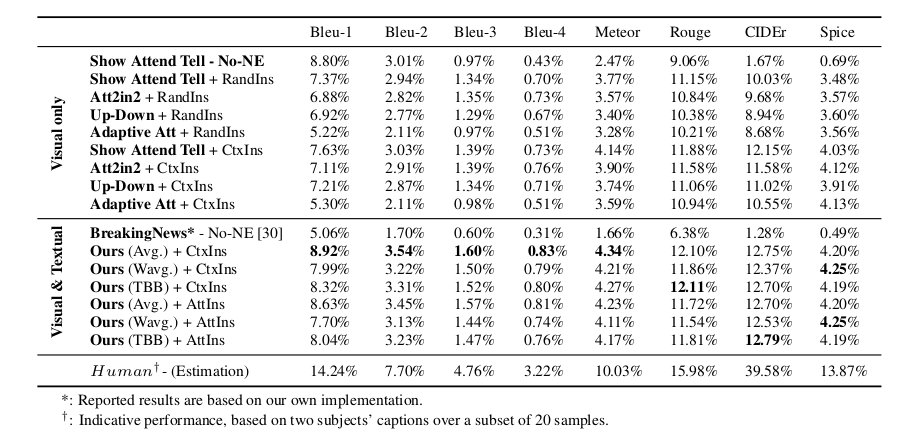 Bleu-1 Bleu-2 Bleu-3 Bleu-4 Meteor Rouge CIDEr Spice
Visual only
Show Attend Tell - No-NE 8.80% 3.01% 0.97% 0.43% 2.47% 9.06% 1.67% 0.69%
Show Attend Tell + RandIns 7.37% 2.94% 1.34% 0.70% 3.77% 11.15% 10.03% 3.48%
Att2in2 + RandIns 6.88% 2.82% 1.35% 0.73% 3.57% 10.84% 9.68% 3.57%
Up-Down + RandIns 6.92% 2.77% 1.29% 0.67% 3.40% 10.38% 8.94% 3.60%
Adaptive Att + RandIns 5.22% 2.11% 0.97% 0.51% 3.28% 10.21% 8.68% 3.56%
Show Attend Tell + CtxIns 7.63% 3.03% 1.39% 0.73% 4.14% 11.88% 12.15% 4.03%
Att2in2 + CtxIns 7.11% 2.91% 1.39% 0.76% 3.90% 11.58% 11.58% 4.12%
Up-Down + CtxIns 7.21% 2.87% 1.34% 0.71% 3.74% 11.06% 11.02% 3.91%
Adaptive Att + CtxIns 5.30% 2.11% 0.98% 0.51% 3.59% 10.94% 10.55% 4.13%
Visual & Textual
BreakingNews* - No-NE [30] 5.06% 1.70% 0.60% 0.31% 1.66% 6.38% 1.28% 0.49%
Ours (Avg.) + CtxIns 8.92% 3.54% 1.60% 0.83% 4.34% 12.10% 12.75% 4.20%
Ours (Wavg.) + CtxIns 7.99% 3.22% 1.50% 0.79% 4.21% 11.86% 12.37% 4.25%
Ours (TBB) + CtxIns 8.32% 3.31% 1.52% 0.80% 4.27% 12.11% 12.70% 4.19%
Ours (Avg.) + AttIns 8.63% 3.45% 1.57% 0.81% 4.23% 11.72% 12.70% 4.20%
Ours (Wavg.) + AttIns 7.70% 3.13% 1.44% 0.74% 4.11% 11.54% 12.53% 4.25%
Ours (TBB) + AttIns 8.04% 3.23% 1.47% 0.76% 4.17% 11.81% 12.79% 4.19%
Human† - (Estimation) 14.24% 7.70% 4.76% 3.22% 10.03% 15.98% 39.58% 13.87%
*: Reported results are based on our own implementation.
†: Indicative performance, based on two subjects' captions over a subset of 20 samples.